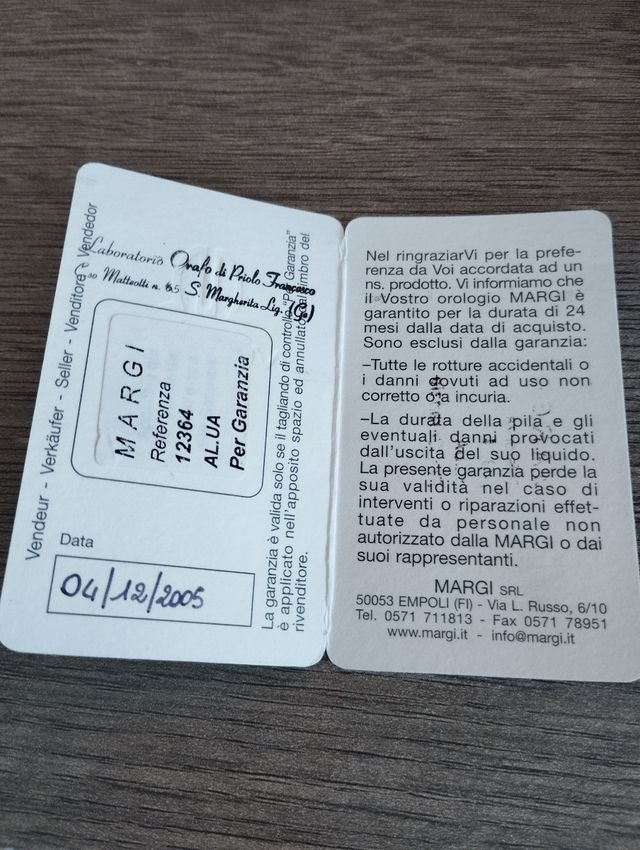 Vendeur - Verkäufer - Seller - Venditore - Vendedor
Laboratorio Orafo di Priolo Francesco
Matteotti n. S. Margherita Lig. (Ge)
MARGI
Referenza
12364
AL.UA
Per Garanzia
La garanzia è valida solo se il tagliando di controllo "Per Garanzia"
è applicato nell'apposito spazio ed annullato timbro del
rivenditore.
Data
04/12/2005
Nel ringraziarVi per la prefe-
renza da Voi accordata ad un
ns. prodotto. Vi informiamo che
il Vostro orologio MARGI è
garantito per la durata di 24
mesi dalla data di acquisto.
Sono esclusi dalla garanzia:
–Tutte le rotture accidentali o
i danni dovuti ad uso non
corretto o a incuria.
–La durata della pila e gli
eventuali danni provocati
dall'uscita del suo liquido.
La presente garanzia perde la
sua validità nel caso di
interventi o riparazioni effet-
tuate da personale non
autorizzato dalla MARGI o dai
suoi rappresentanti.
MARGI SRL
50053 EMPOLI (FI) - Via L. Russo, 6/10
Tel. 0571 711813 - Fax 0571 78951
www.margi.it - info@margi.it